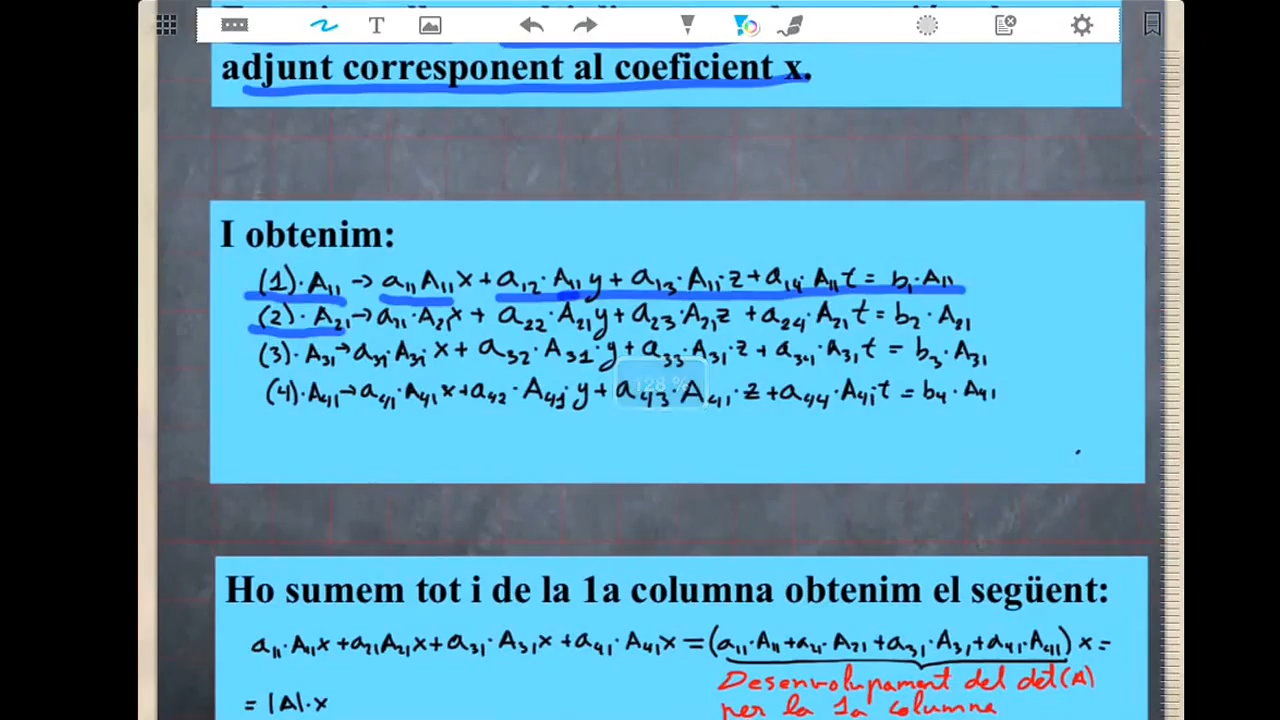 adjunt corresponent al coeficient x.
I obtenim:
(1)·A₁₁ → a₁₁A₁₁x + a₁₂·A₁₁y + a₁₃·A₁₁z + a₁₄·A₁₁t = b₁·A₁₁
(2)·A₂₁ → a₂₁·A₂₁x + a₂₂·A₂₁y + a₂₃·A₂₁z + a₂₄·A₂₁t = b₂·A₂₁
(3)·A₃₁ → a₃₁·A₃₁·x + a₃₂·A₃₁·y + a₃₃·A₃₁·z + a₃₄·A₃₁t = b₃·A₃₁
(4)·A₄₁ → a₄₁·A₄₁x + a₄₂·A₄₁·y + a₄₃·A₄₁·z + a₄₄·A₄₁t = b₄·A₄₁
128 %
Ho sumem tot i de la 1a columna obtenim el següent:
a₁₁·A₁₁x + a₂₁A₂₁x + a₃₁·A₃₁x + a₄₁·A₄₁x = (a₁₁·A₁₁ + a₂₁·A₂₁ + a₃₁·A₃₁ + a₄₁·A₄₁) x =
Desenvolupament del det(A)
= |A|·x
per la 1a columna